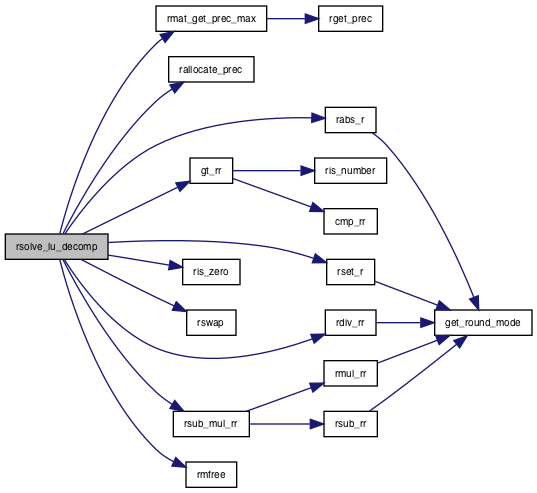 rmat_get_prec_max
rget_prec
rallocate_prec
rabs_r
gt_rr
ris_number
cmp_rr
rsolve_lu_decomp
ris_zero
rset_r
rswap
rdiv_rr
get_round_mode
rmul_rr
rsub_mul_rr
rsub_rr
rmfree